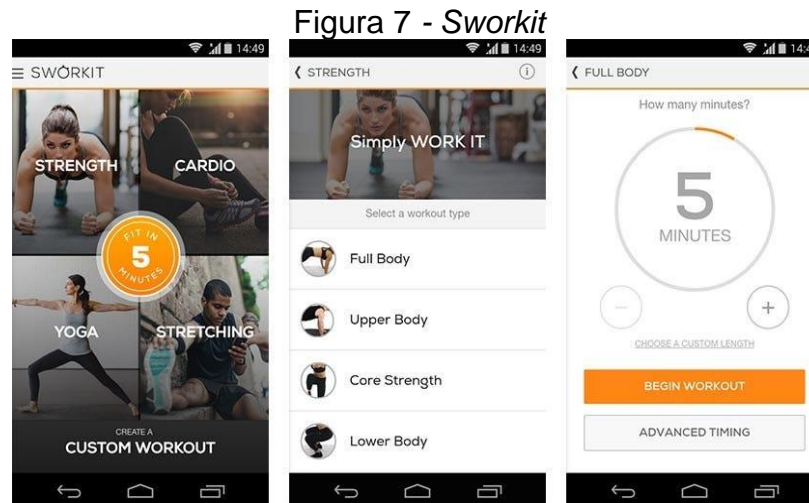 Figura 7 - Sworkit
14:49
SWORKIT
STRENGTH
CARDIO
FIT IN
5
MINUTES
YOGA
STRETCHING
CREATE A
CUSTOM WORKOUT
14:49
STRENGTH
Simply WORK IT
Select a workout type
Full Body
Upper Body
Core Strength
Lower Body
FULL BODY
How many minutes?
5
MINUTES
CHOOSE A CUSTOM LENGTH
BEGIN WORKOUT
ADVANCED TIMING